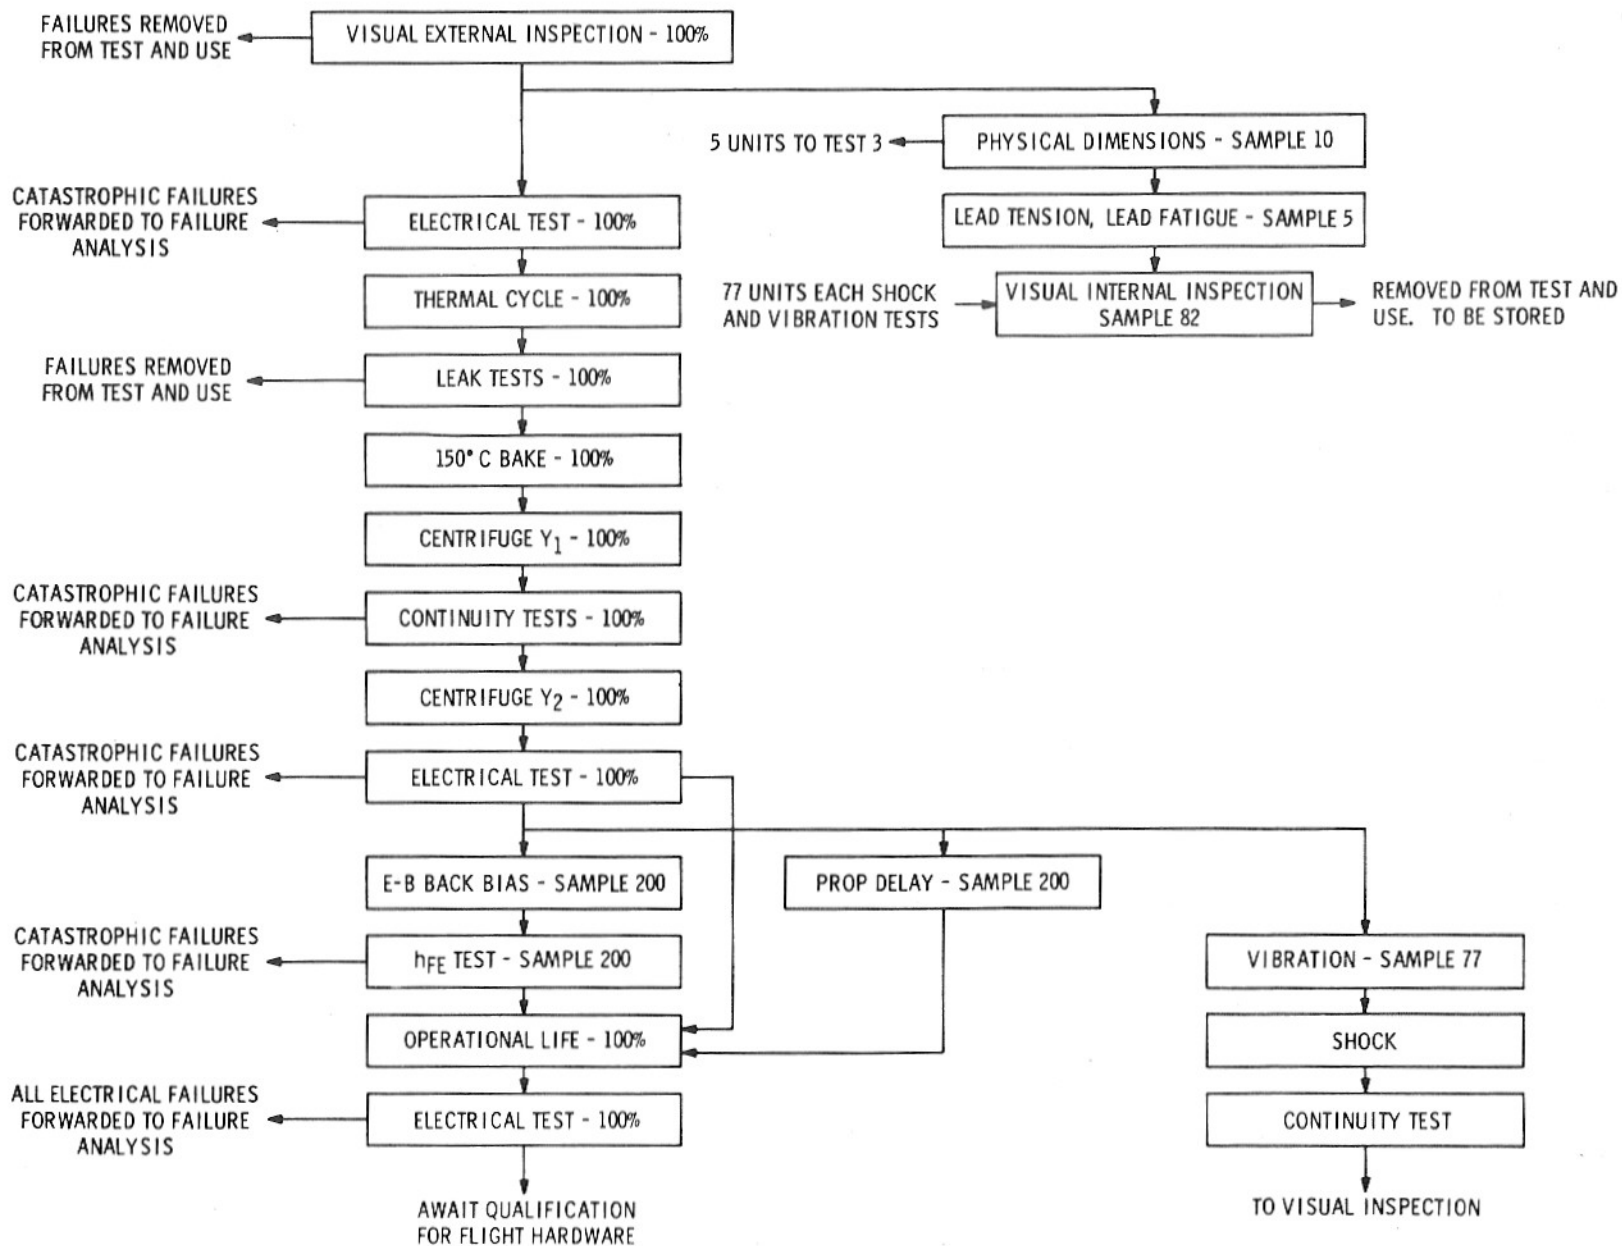 FAILURES REMOVED
FROM TEST AND USE
VISUAL EXTERNAL INSPECTION - 100%
5 UNITS TO TEST 3
PHYSICAL DIMENSIONS - SAMPLE 10
CATASTROPHIC FAILURES
FORWARDED TO FAILURE
ANALYSIS
ELECTRICAL TEST - 100%
LEAD TENSION, LEAD FATIGUE - SAMPLE 5
THERMAL CYCLE - 100%
77 UNITS EACH SHOCK
AND VIBRATION TESTS
VISUAL INTERNAL INSPECTION
SAMPLE 82
REMOVED FROM TEST AND
USE. TO BE STORED
FAILURES REMOVED
FROM TEST AND USE
LEAK TESTS - 100%
150° C BAKE - 100%
CENTRIFUGE Y1 - 100%
CATASTROPHIC FAILURES
FORWARDED TO FAILURE
ANALYSIS
CONTINUITY TESTS - 100%
CENTRIFUGE Y2 - 100%
CATASTROPHIC FAILURES
FORWARDED TO FAILURE
ANALYSIS
ELECTRICAL TEST - 100%
E-B BACK BIAS - SAMPLE 200
PROP DELAY - SAMPLE 200
CATASTROPHIC FAILURES
FORWARDED TO FAILURE
ANALYSIS
hFE TEST - SAMPLE 200
VIBRATION - SAMPLE 77
OPERATIONAL LIFE - 100%
SHOCK
ALL ELECTRICAL FAILURES
FORWARDED TO FAILURE
ANALYSIS
ELECTRICAL TEST - 100%
CONTINUITY TEST
AWAIT QUALIFICATION
FOR FLIGHT HARDWARE
TO VISUAL INSPECTION